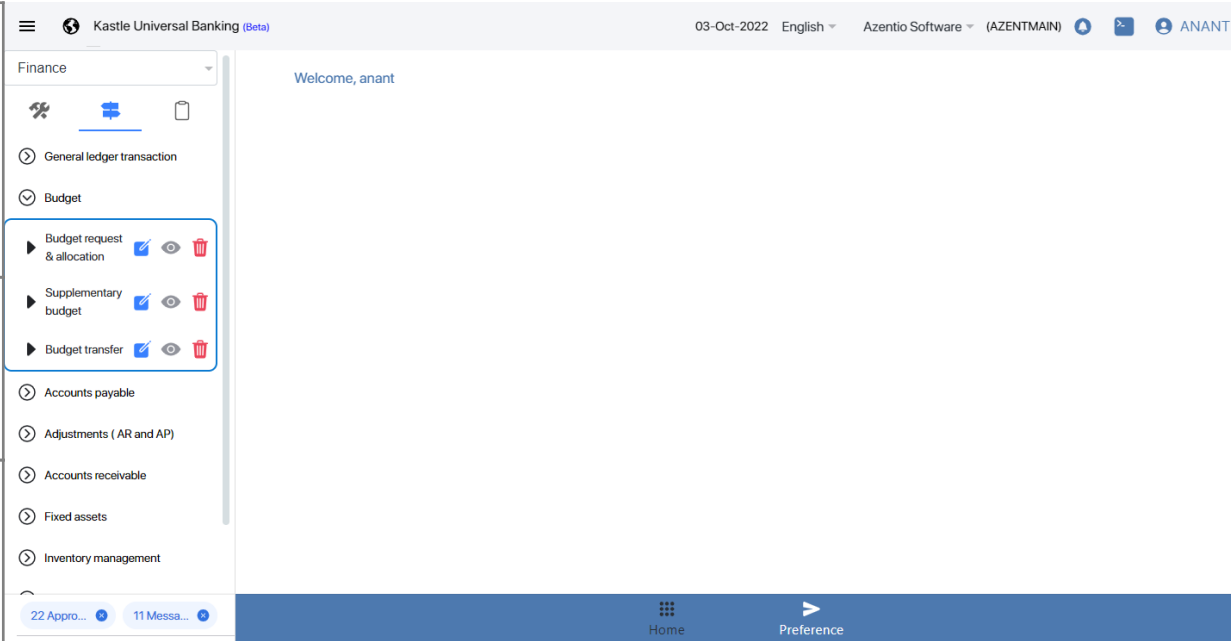 Kastle Universal Banking (Beta)
03-Oct-2022 English Azentio Software (AZENTMAIN) ANANT
Finance
Welcome, anant
General ledger transaction
Budget
Budget request
& allocation
Supplementary
budget
Budget transfer
Accounts payable
Adjustments ( AR and AP)
Accounts receivable
Fixed assets
Inventory management
22 Appro... 11 Messa...
Home Preference